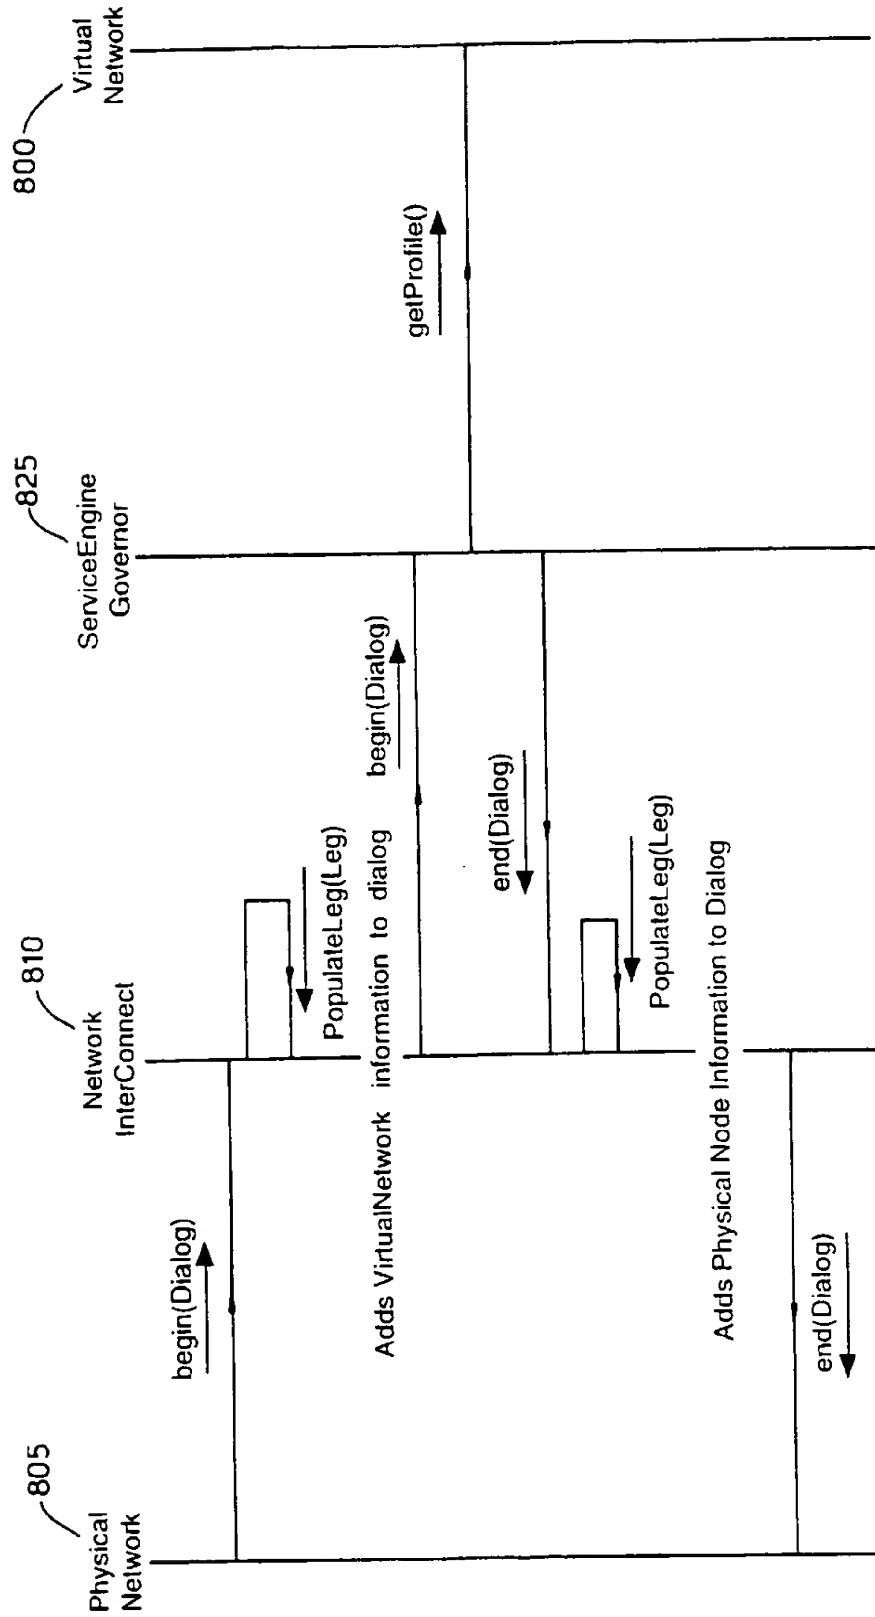 Physical
Network
805
Network
InterConnect
810
ServiceEngine
Governor
825
Virtual
Network
800
begin(Dialog)
PopulateLeg(Leg)
Adds VirtualNetwork information to dialog
begin(Dialog)
getProfile()
end(Dialog)
PopulateLeg(Leg)
Adds Physical Node Information to Dialog
end(Dialog)